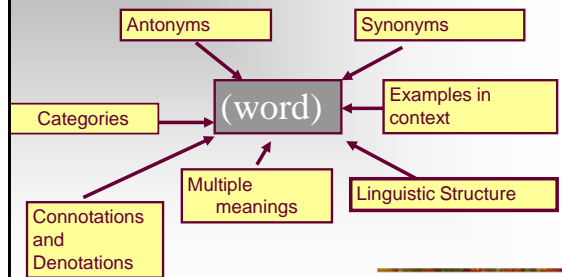 Antonyms
Synonyms
(word)
Examples in
context
Categories
Multiple
meanings
Linguistic Structure
Connotations
and
Denotations